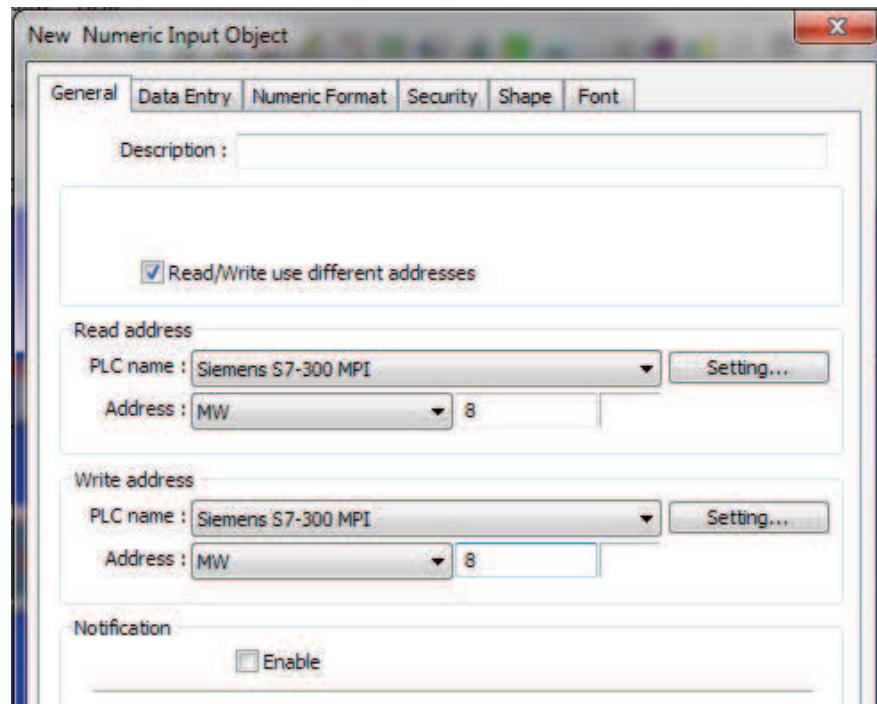 New Numeric Input Object
General Data Entry Numeric Format Security Shape Font
Description :
Read/Write use different addresses
Read address
PLC name : Siemens S7-300 MPI Setting...
Address : MW 8
Write address
PLC name : Siemens S7-300 MPI Setting...
Address : MW 8
Notification
Enable